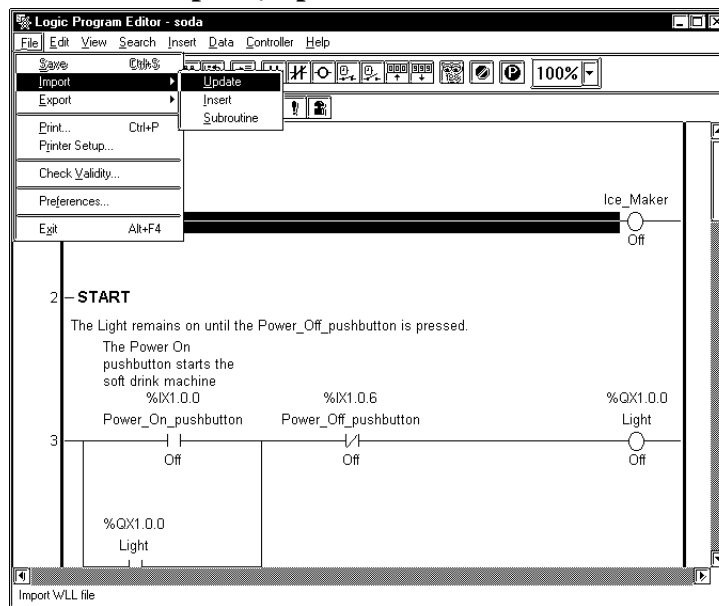 Logic Program Editor - soda
File Edit View Search Insert Data Controller Help
Save Ctrl+S
Import
Export
Print... Ctrl+P
Printer Setup...
Check Validity...
Preferences...
Exit Alt+F4
Update
Insert
Subroutine
100%
Ice_Maker
Off
2 START
The Light remains on until the Power_Off_pushbutton is pressed.
The Power On
pushbutton starts the
soft drink machine
%IX1.0.0 %IX1.0.6 %QX1.0.0
Power_On_pushbutton Power_Off_pushbutton Light
3
Off Off Off
%QX1.0.0
Light
Import WLL file